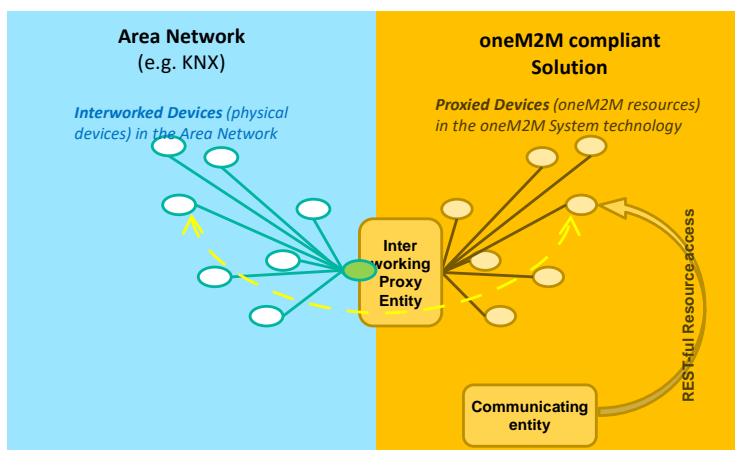 Area Network
(e.g. KNX)
Interworked Devices (physical
devices) in the Area Network
oneM2M compliant
Solution
Proxied Devices (oneM2M resources)
in the oneM2M System technology
Inter
working
Proxy
Entity
REST-ful Resource access
Communicating
entity